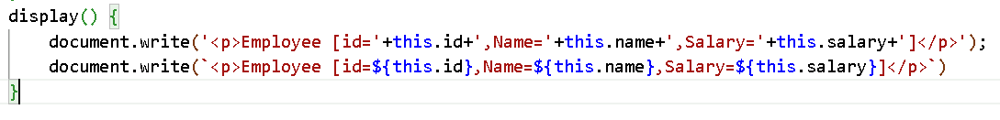 display() {
    document.write('<p>Employee [id='+this.id+',Name='+this.name+',Salary='+this.salary+']</p>');
    document.write(`<p>Employee [id=${this.id},Name=${this.name},Salary=${this.salary}]</p>`)
}